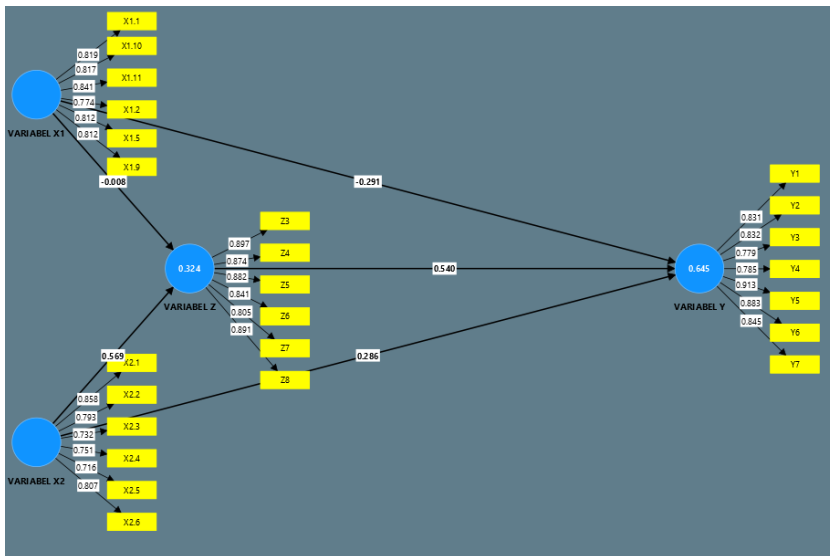 X1.1
0.819
X1.10
0.817
X1.11
0.841
0.774
X1.2
0.812
X1.5
0.812
X1.9
VARIABEL X1
-0.008
-0.291
Z3
0.897
Z4
0.874
0.882
Z5
0.841
Z6
0.805
Z7
0.891
Z8
0.324
VARIABEL Z
0.540
Y1
0.831
Y2
0.832
Y3
0.779
0.785
Y4
0.913
Y5
0.883
Y6
0.845
Y7
0.645
VARIABEL Y
0.569
0.286
X2.1
0.858
X2.2
0.793
X2.3
0.732
0.751
X2.4
0.716
X2.5
0.807
X2.6
VARIABEL X2